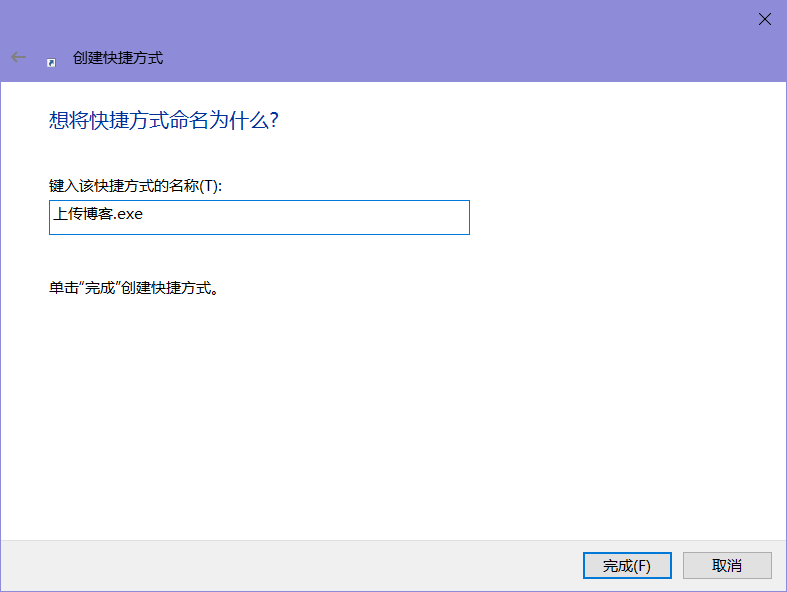 创建快捷方式
想将快捷方式命名为什么?
键入该快捷方式的名称(T):
上传博客.exe
单击“完成”创建快捷方式。
完成(F)
取消